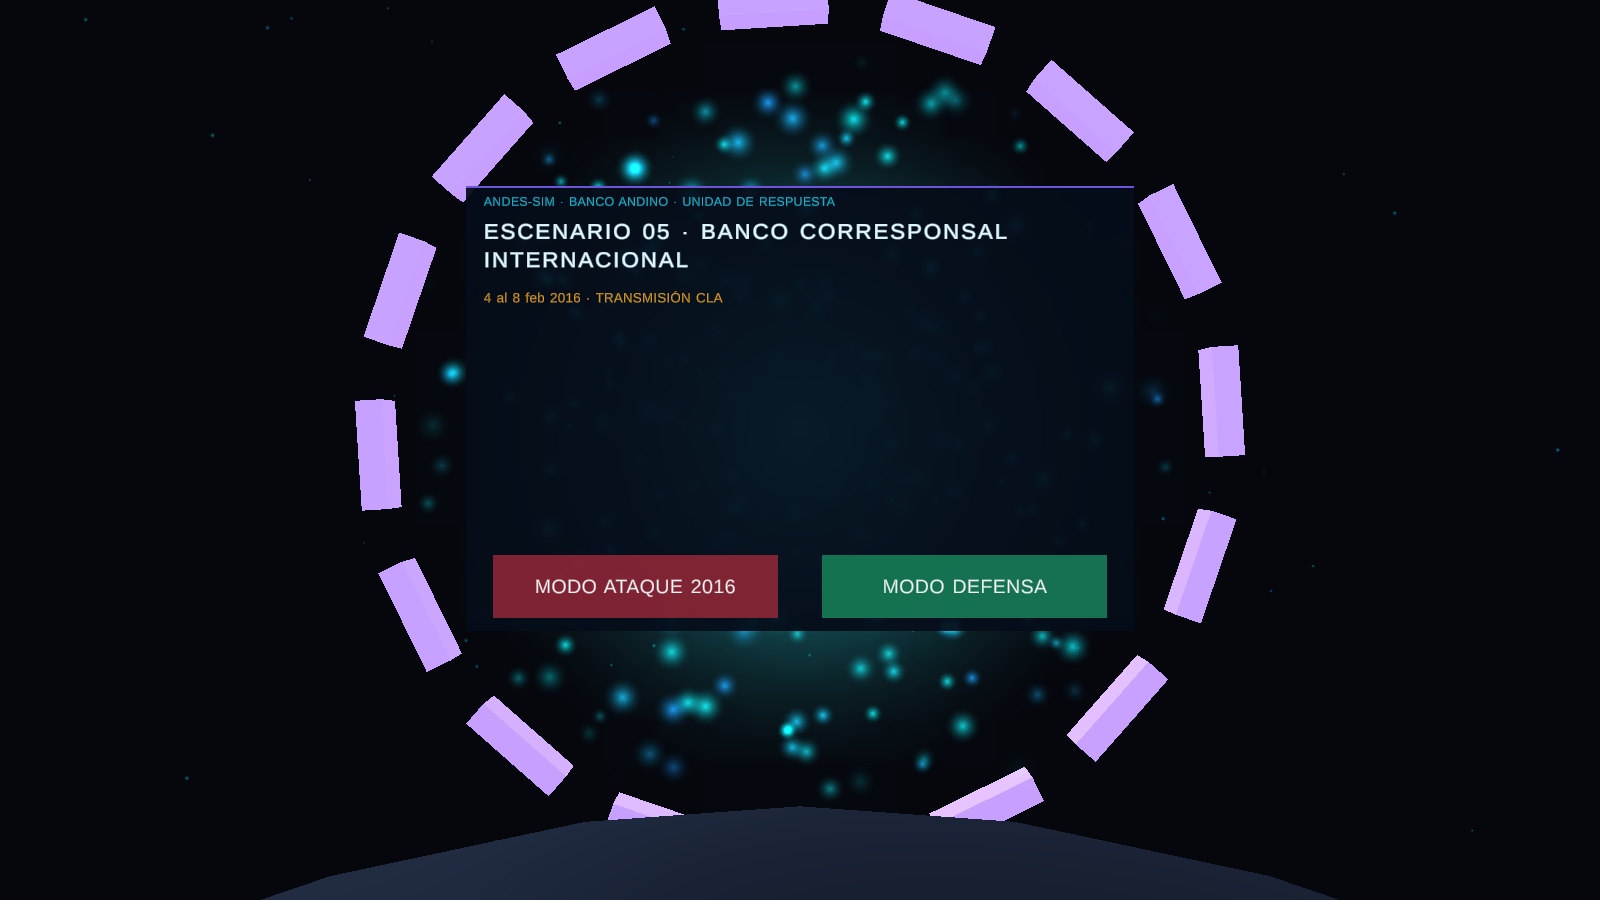 ANDES-SIM · BANCO ANDINO · UNIDAD DE RESPUESTA
ESCENARIO 05 · BANCO CORRESPONSAL
INTERNACIONAL
4 al 8 feb 2016 · TRANSMISIÓN CLA
MODO ATAQUE 2016
MODO DEFENSA